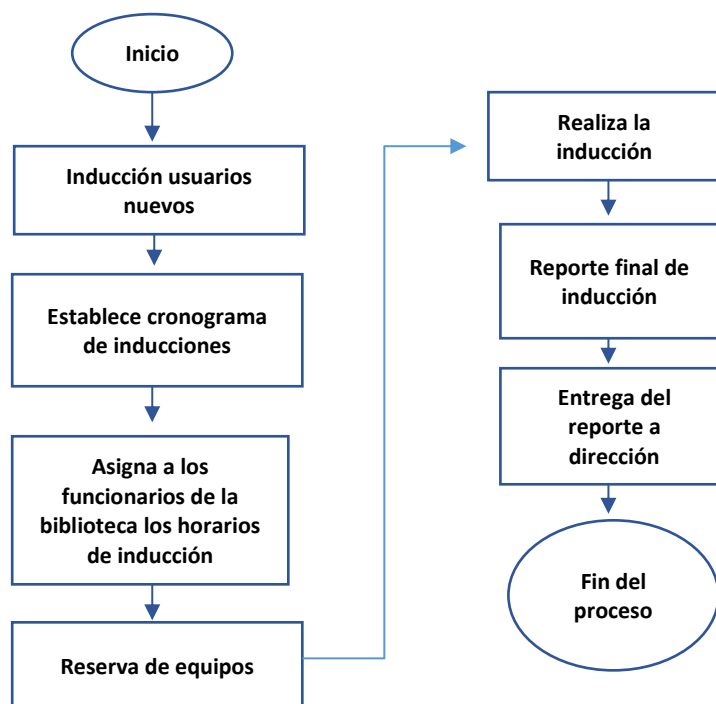 Inicio
Inducción usuarios
nuevos
Establece cronograma
de inducciones
Asigna a los
funcionarios de la
biblioteca los horarios
de inducción
Reserva de equipos
Realiza la
inducción
Reporte final de
inducción
Entrega del
reporte a
dirección
Fin del
proceso